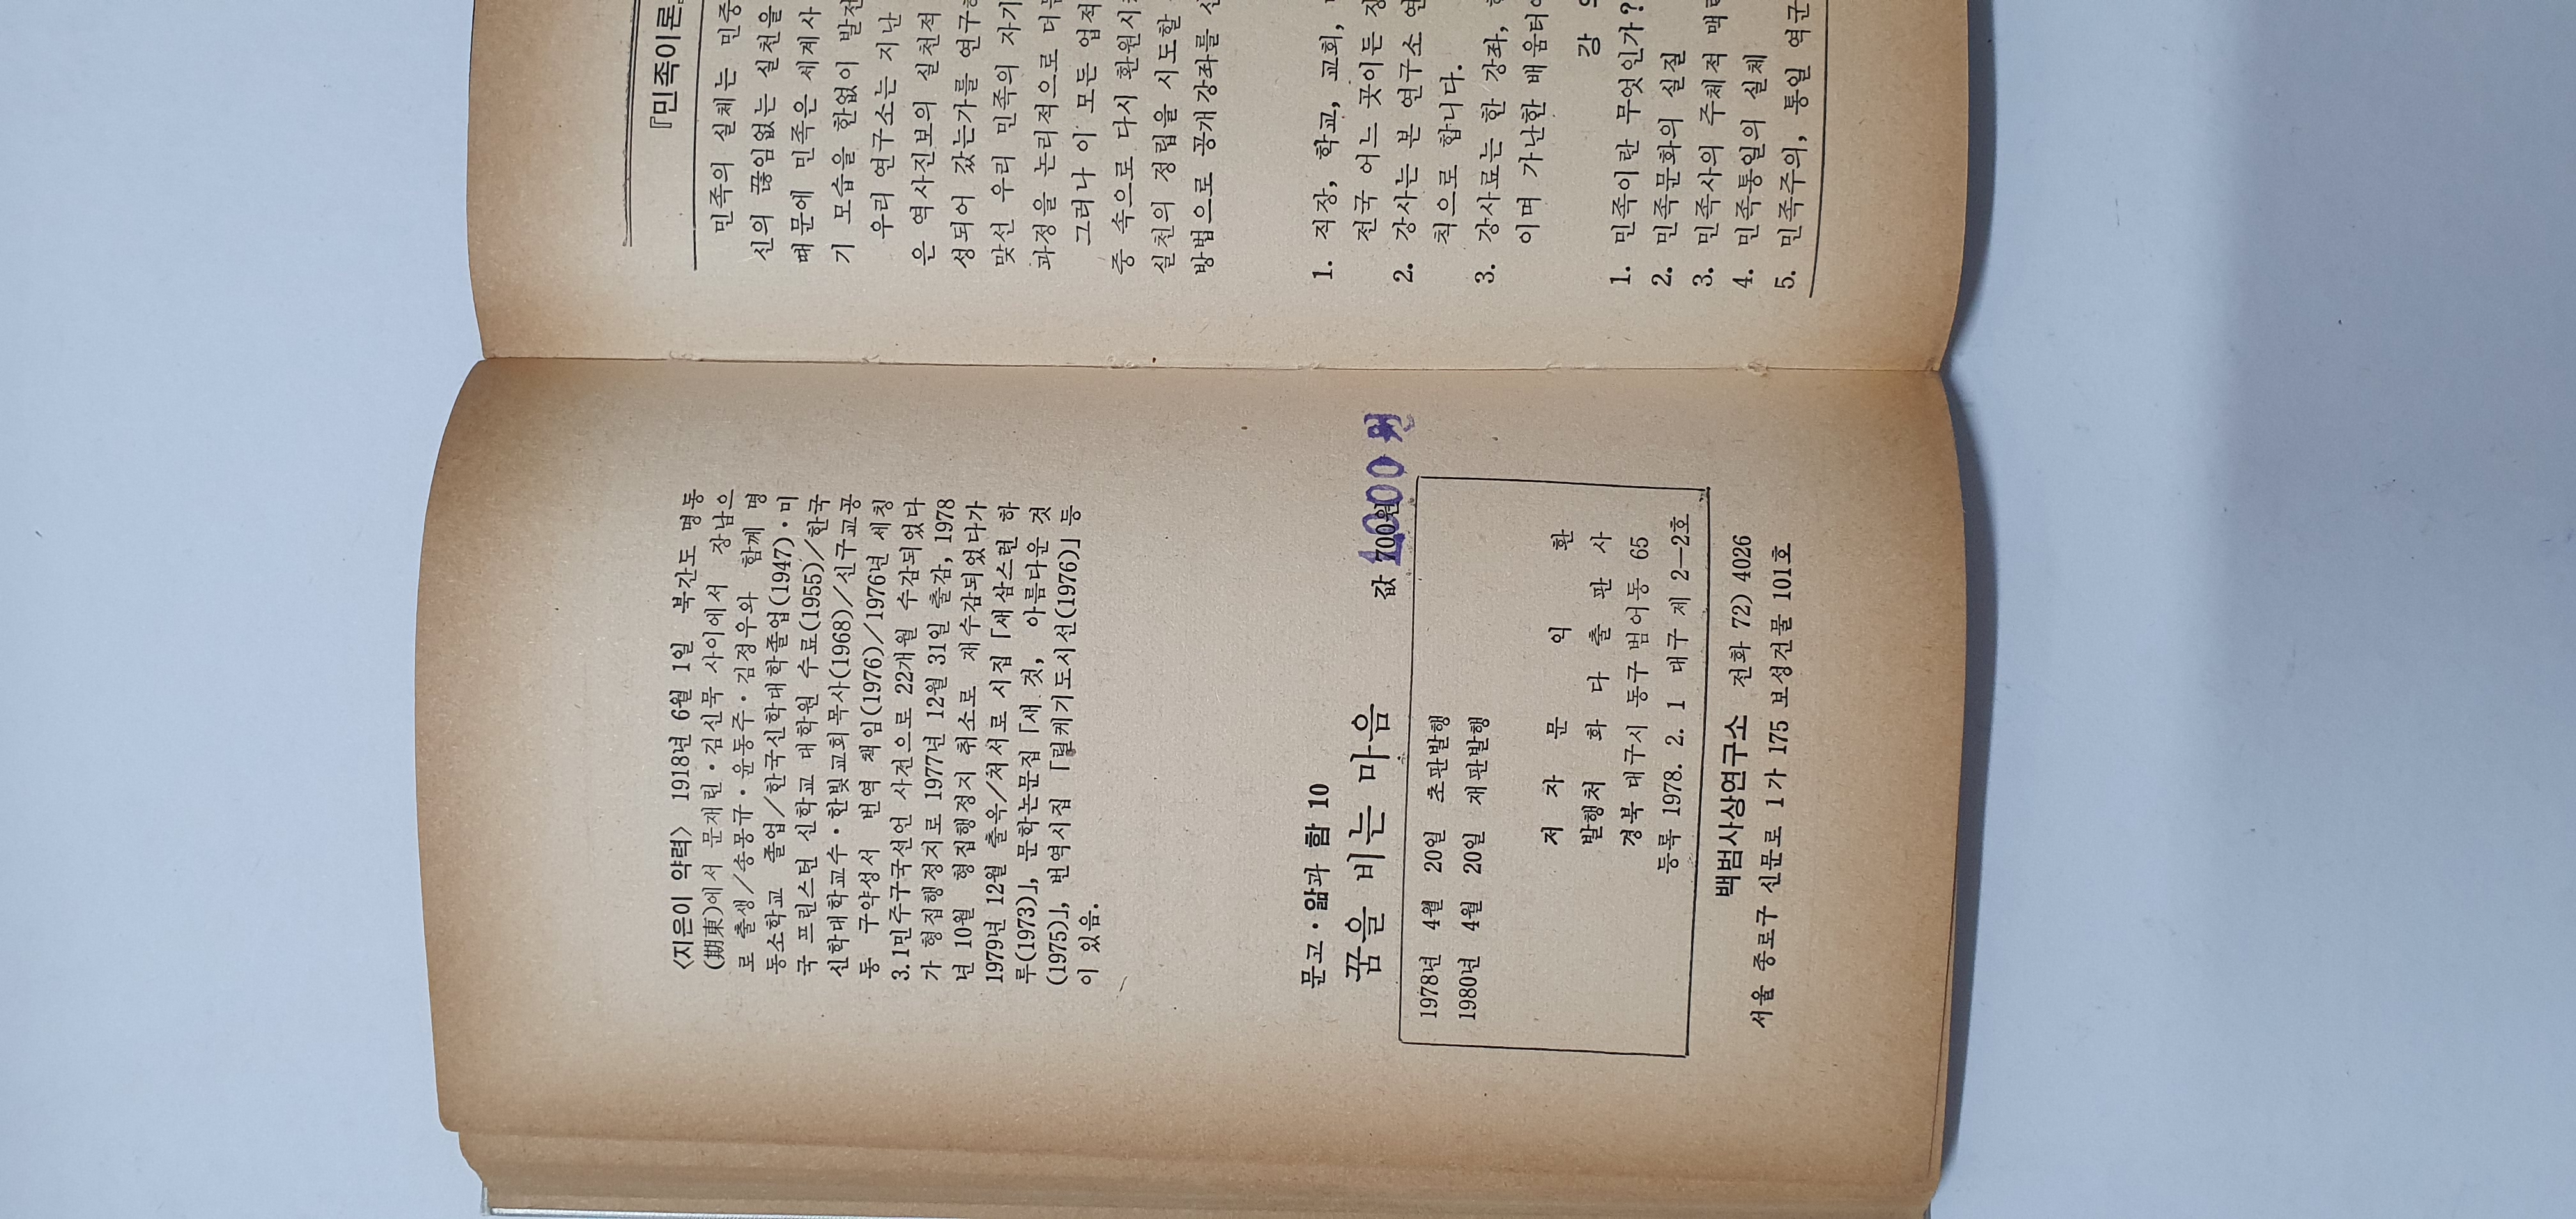 <지은이 약력> 1918년 6월 1일 북간도 명동
(期東)에서 문재린·김신묵 사이에서 장남으
로 출생/송몽규·윤동주·김정우와 함께 명
동소학교 졸업/한국신학대학졸업(1947)·미
국 프린스턴 신학교 대학원 수료(1955)/한국
신학대학교수·한빛교회목사(1968)/신구교공
동 구약성서 번역 책임(1976)/1976년 세칭
3.1민주구국선언 사건으로 22개월 수감되었다
가 형집행정지로 1977년 12월 31일 출감, 1978
년 10월 형집행정지 취소로 재수감되었다가
1979년 12월 출옥/저서로 시집 「새삼스런 하
루(1973)」, 문학논문집 「새 것, 아름다운 것
(1975)」, 번역시집 「릴케기도시선(1976)」 등
이 있음.
문고·앎과 함 10
꿈을 비는 마음
값 700원
1978년 4월 20일 초판발행
1980년 4월 20일 재판발행
저 자 문 익 환
발행처 화 다 출 판 사
경북 대구시 동구 범어동 65
등록 1978. 2. 1 대구 제 2—23호
백범사상연구소 전화 72) 4026
서울 종로구 신문로 1가 175 보성건물 101호
『민족이론』
민족의 실체는 민중
신의 끊임없는 실천을
때문에 민족은 세계사
기 모습을 한없이 발전
우리 연구소는 지난
은 역사진보의 실천적
성되어 갔는가를 연구
맞선 우리 민족의 자기
과정을 논리적으로 더
그러나 이 모든 업적
중 속으로 다시 환원시
실천의 정립을 시도할
방법으로 공개강좌를
1. 직장, 학교, 교회,
전국 어느 곳이든
2. 강사는 본 연구소 연
칙으로 합니다.
3. 강사료는 한 강좌,
이며 가난한 배움터
강
1. 민족이란 무엇인가?
2. 민족문화의 실질
3. 민족사의 주체적 맥
4. 민족통일의 실체
5. 민족주의, 통일 역군